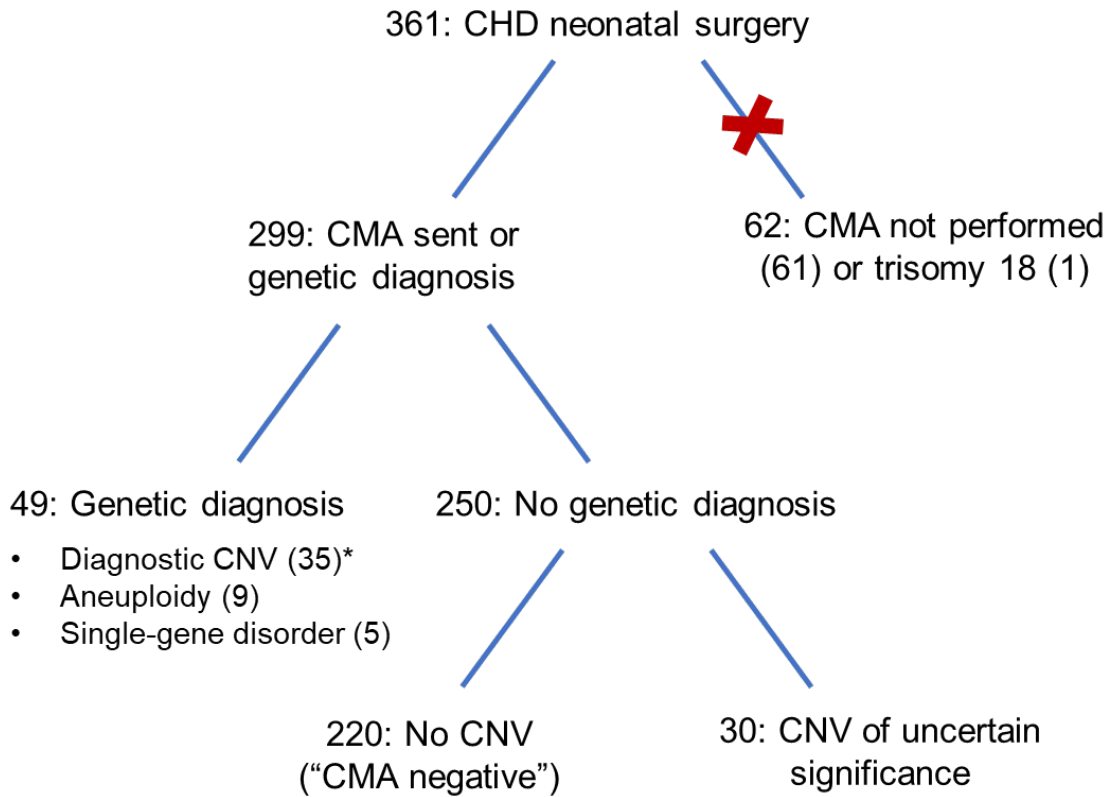 361: CHD neonatal surgery
299: CMA sent or
genetic diagnosis
62: CMA not performed
(61) or trisomy 18 (1)
49: Genetic diagnosis
• Diagnostic CNV (35)*
• Aneuploidy (9)
• Single-gene disorder (5)
250: No genetic diagnosis
220: No CNV
(“CMA negative”)
30: CNV of uncertain
significance